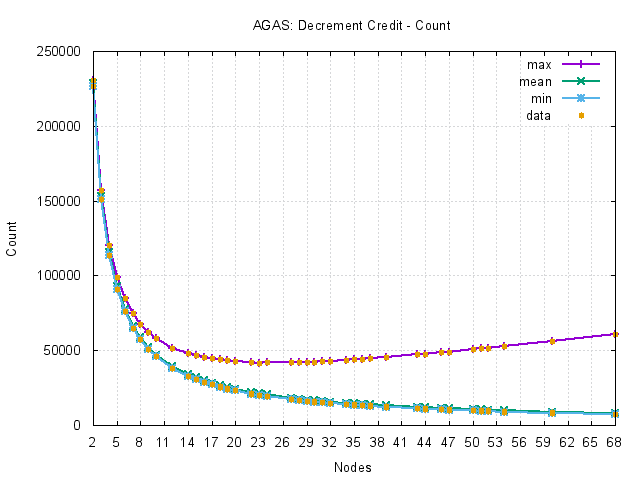 AGAS: Decrement Credit - Count
250000
200000
150000
100000
50000
0
Count
max
mean
min
data
2 5 8 11 14 17 20 23 26 29 32 35 38 41 44 47 50 53 56 59 62 65 68
Nodes